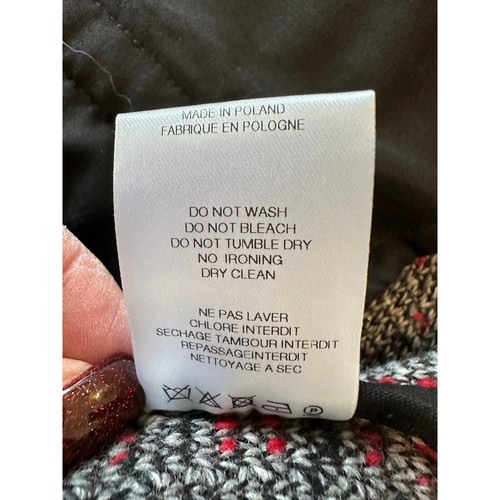 MADE IN POLAND
FABRIQUE EN POLOGNE
DO NOT WASH
DO NOT BLEACH
DO NOT TUMBLE DRY
NO IRONING
DRY CLEAN
NE PAS LAVER
CHLORE INTERDIT
SECHAGE TAMBOUR INTERDIT
REPASSAGEINTERDIT
NETTOYAGE A SEC
P